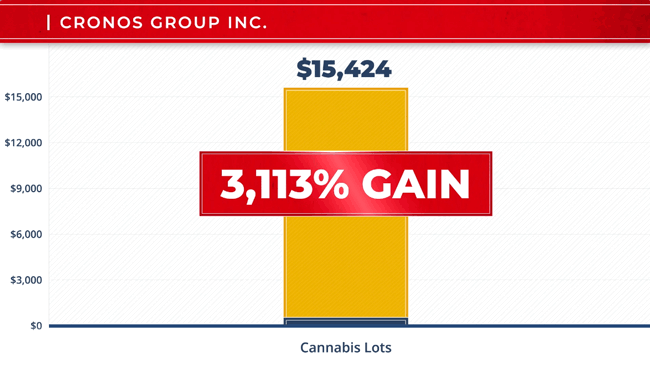 | CRONOS GROUP INC.
$15,424
$15,000
$12,000
3,113% GAIN
$9,000
$6,000
$3,000
$0
Cannabis Lots